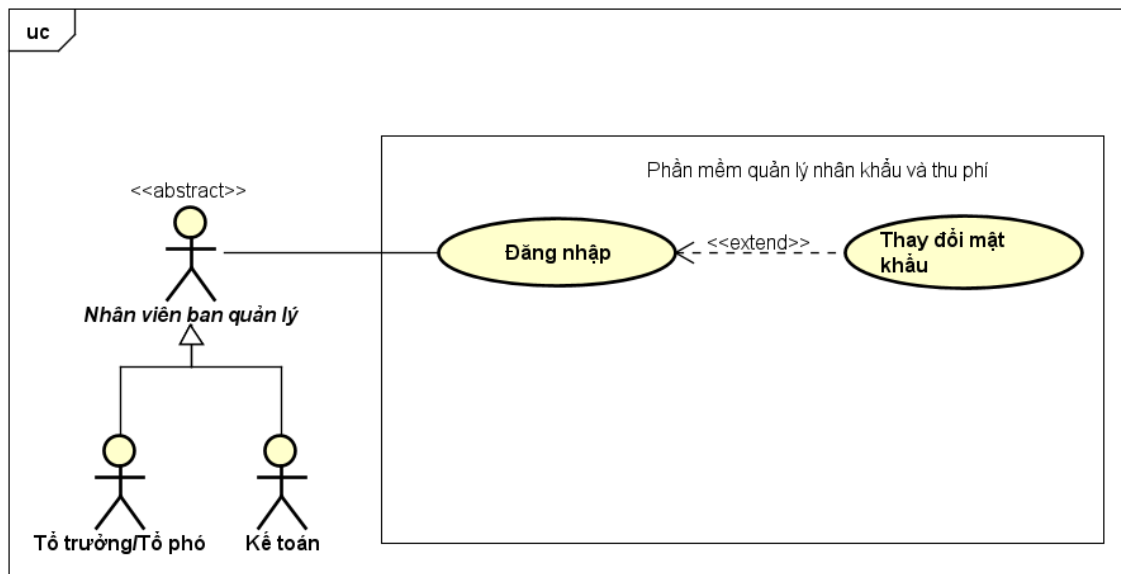 uc
Phần mềm quản lý nhân khẩu và thu phí
<<abstract>>
Đăng nhập
<<extend>>
Thay đổi mật
khẩu
Nhân viên ban quản lý
Tổ trưởng/Tổ phó
Kế toán